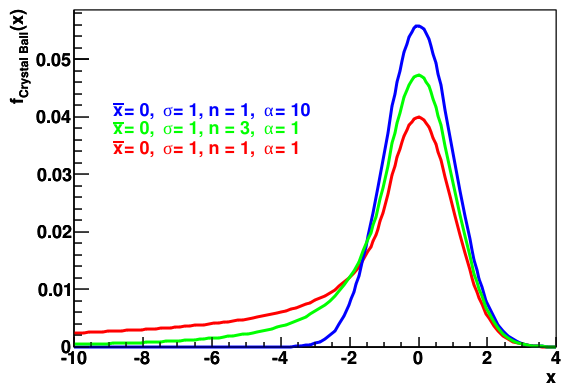 f_Crystal Ball(x)
0.05
0.04
0.03
0.02
0.01
0
x̅= 0, σ= 1, n = 1, α= 10
x̅= 0, σ= 1, n = 3, α= 1
x̅= 0, σ= 1, n = 1, α= 1
-10 -8 -6 -4 -2 0 2 4
x